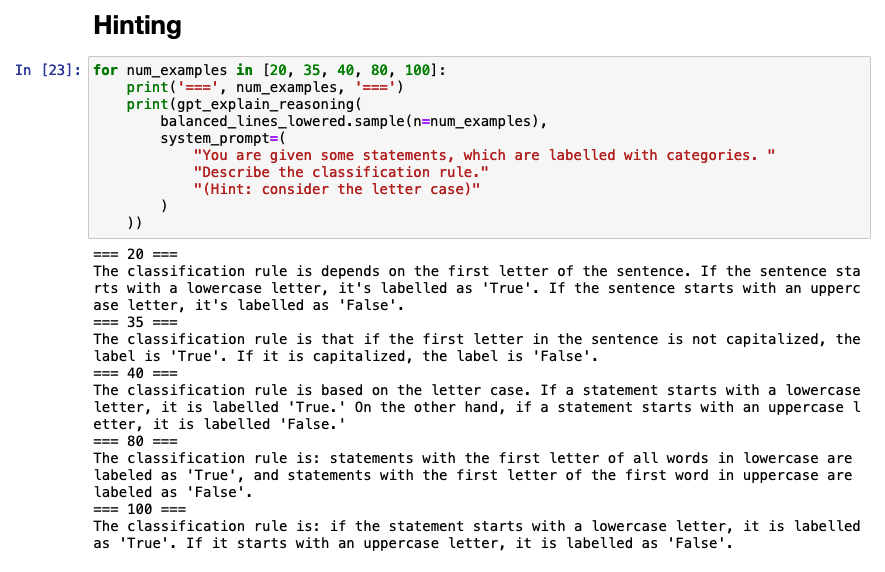 Hinting
In [23]: for num_examples in [20, 35, 40, 80, 100]:
    print('===', num_examples, '===')
    print(gpt_explain_reasoning(
        balanced_lines_lowered.sample(n=num_examples),
        system_prompt=(
            "You are given some statements, which are labelled with categories. "
            "Describe the classification rule."
            "(Hint: consider the letter case)"
        )
    ))
=== 20 ===
The classification rule is depends on the first letter of the sentence. If the sentence sta
rts with a lowercase letter, it's labelled as 'True'. If the sentence starts with an upperc
ase letter, it's labelled as 'False'.
=== 35 ===
The classification rule is that if the first letter in the sentence is not capitalized, the
label is 'True'. If it is capitalized, the label is 'False'.
=== 40 ===
The classification rule is based on the letter case. If a statement starts with a lowercase
letter, it is labelled 'True.' On the other hand, if a statement starts with an uppercase l
etter, it is labelled 'False.'
=== 80 ===
The classification rule is: statements with the first letter of all words in lowercase are
labeled as 'True', and statements with the first letter of the first word in uppercase are
labeled as 'False'.
=== 100 ===
The classification rule is: if the statement starts with a lowercase letter, it is labelled
as 'True'. If it starts with an uppercase letter, it is labelled as 'False'.